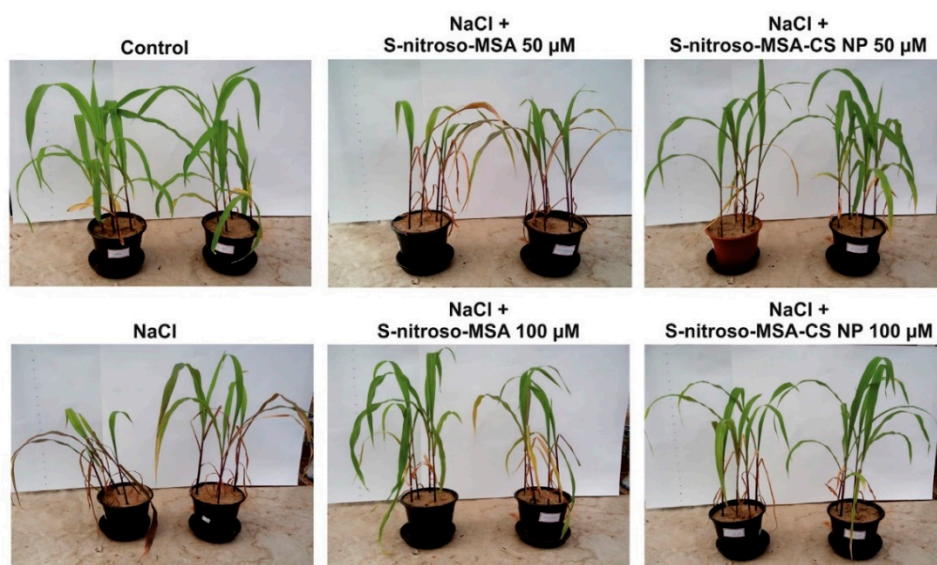 Control
NaCl +
S-nitroso-MSA 50 µM
NaCl +
S-nitroso-MSA-CS NP 50 µM
NaCl
NaCl +
S-nitroso-MSA 100 µM
NaCl +
S-nitroso-MSA-CS NP 100 µM